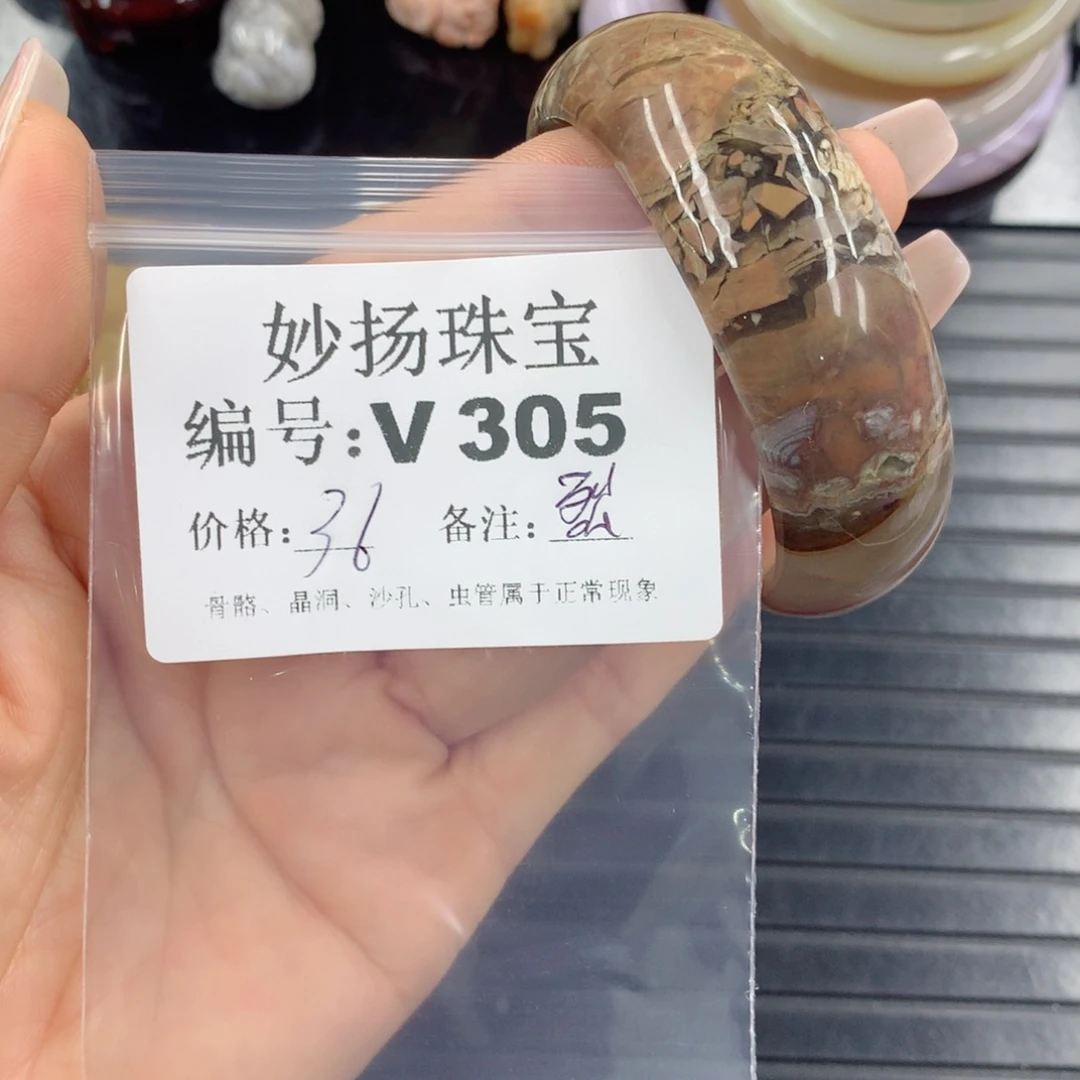 妙扬珠宝
编号:V 305
价格:36 备注:裂
骨骼、晶洞、沙孔、虫管属于正常现象